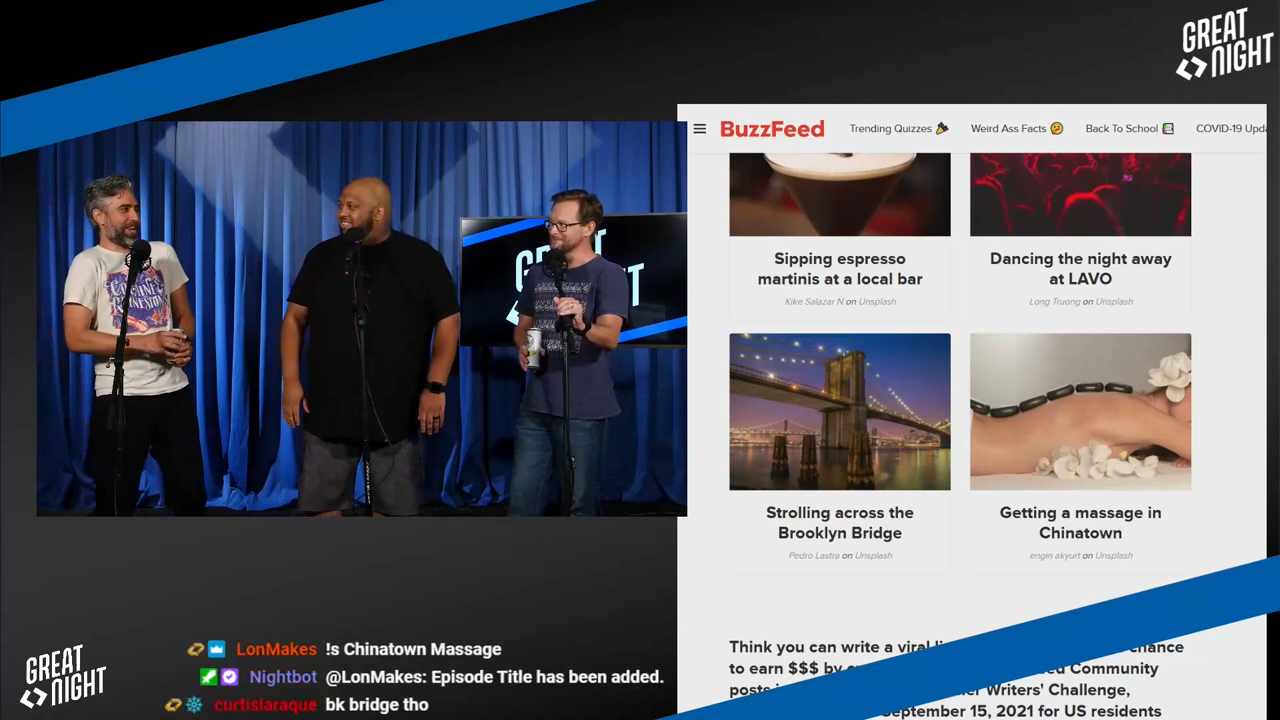 GREAT
NIGHT
BuzzFeed
Trending Quizzes
Weird Ass Facts
Back To School
COVID-19
Sipping espresso
martinis at a local bar
Kike Salazar N on Unsplash
Dancing the night away
at LAVO
Long Truong on Unsplash
Strolling across the
Brooklyn Bridge
Pedro Lastra on Unsplash
Getting a massage in
Chinatown
engin akyurt on Unsplash
Think you can write a viral
to earn $$$ by
Community
posts
Writers' Challenge,
September 15, 2021 for US residents
LonMakes !s Chinatown Massage
Nightbot @LonMakes: Episode Title has been added.
curtislaraque bk bridge tho
GREAT
NIGHT